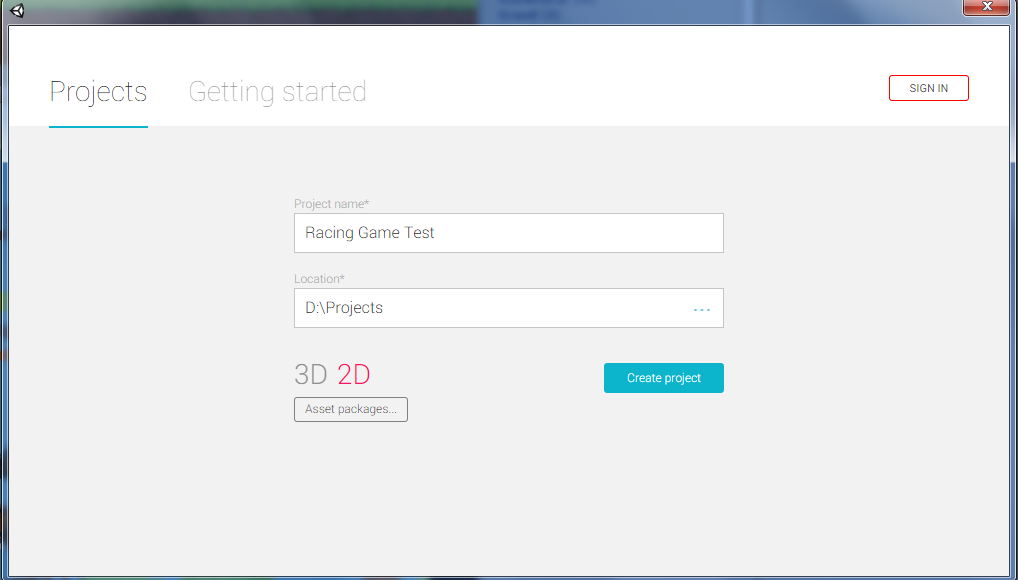 Projects
Getting started
SIGN IN
Project name*
Racing Game Test
Location*
D:\Projects
...
3D 2D
Create project
Asset packages...